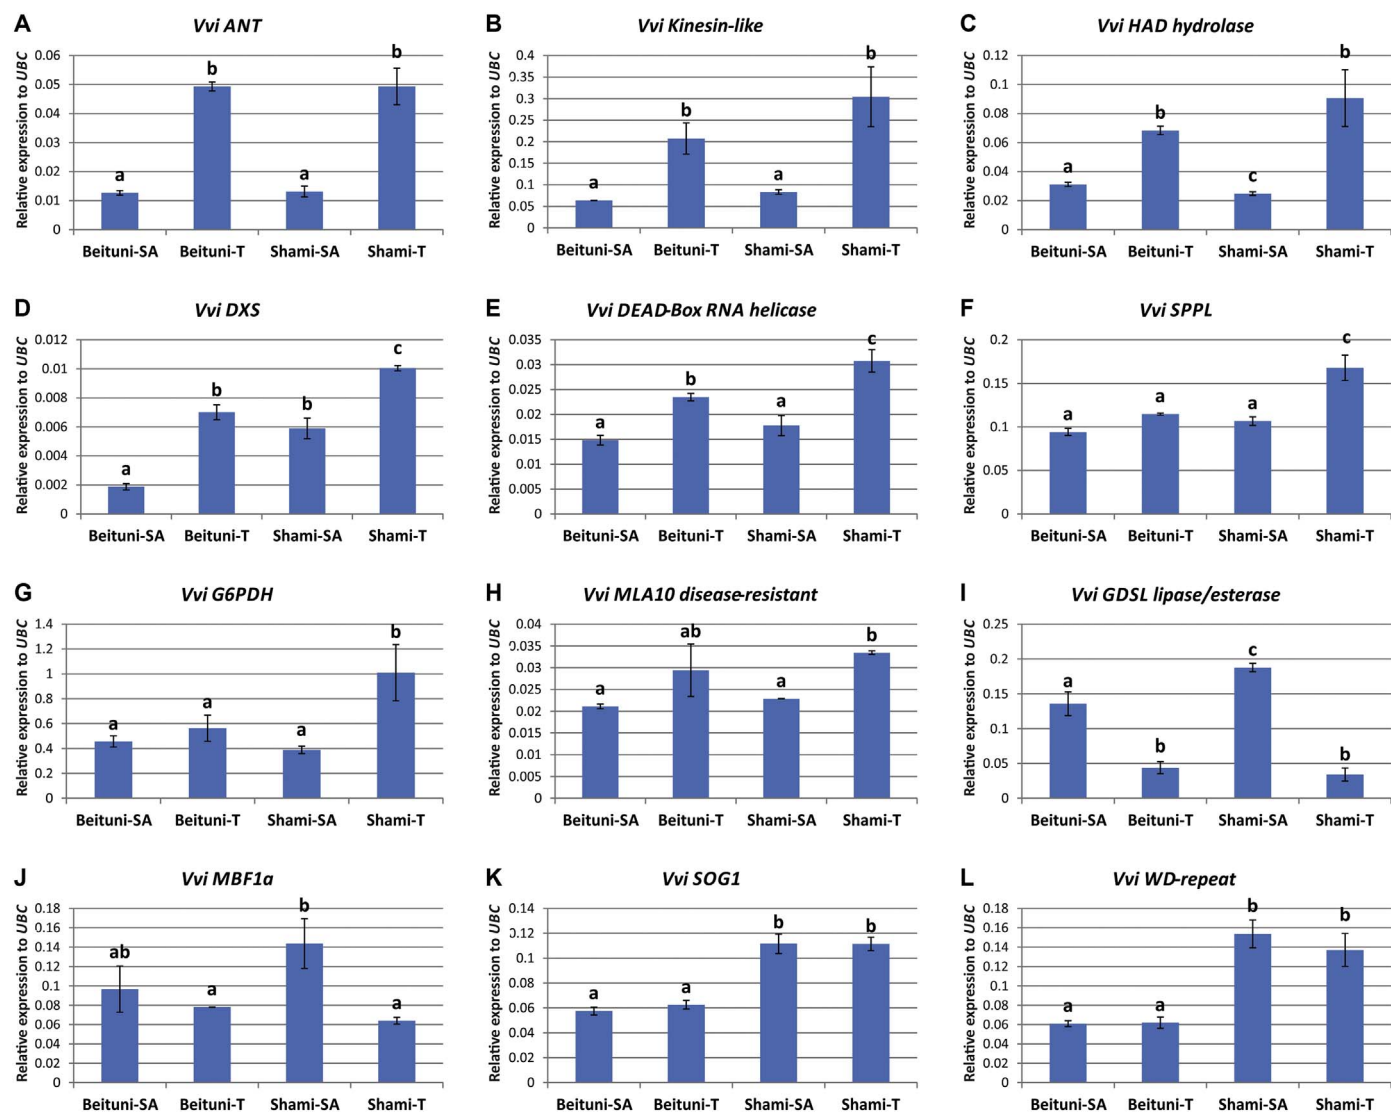 A
Vvi ANT
Relative expression to UBC
0.06
0.05
0.04
0.03
0.02
0.01
0
a
b
a
b
Beituni-SA Beituni-T Shami-SA Shami-T
B
Vvi Kinesin-like
Relative expression to UBC
0.4
0.35
0.3
0.25
0.2
0.15
0.1
0.05
0
a
b
a
b
Beituni-SA Beituni-T Shami-SA Shami-T
C
Vvi HAD hydrolase
Relative expression to UBC
0.12
0.1
0.08
0.06
0.04
0.02
0
a
b
c
b
Beituni-SA Beituni-T Shami-SA Shami-T
D
Vvi DXS
Relative expression to UBC
0.012
0.01
0.008
0.006
0.004
0.002
0
a
b
b
c
Beituni-SA Beituni-T Shami-SA Shami-T
E
Vvi DEAD-Box RNA helicase
Relative expression to UBC
0.035
0.03
0.025
0.02
0.015
0.01
0.005
0
a
b
a
c
Beituni-SA Beituni-T Shami-SA Shami-T
F
Vvi SPPL
Relative expression to UBC
0.2
0.15
0.1
0.05
0
a
a
a
c
Beituni-SA Beituni-T Shami-SA Shami-T
G
Vvi G6PDH
Relative expression to UBC
1.4
1.2
1
0.8
0.6
0.4
0.2
0
a
a
a
b
Beituni-SA Beituni-T Shami-SA Shami-T
H
Vvi MLA10 disease-resistant
Relative expression to UBC
0.04
0.035
0.03
0.025
0.02
0.015
0.01
0.005
0
a
ab
a
b
Beituni-SA Beituni-T Shami-SA Shami-T
I
Vvi GDSL lipase/esterase
Relative expression to UBC
0.25
0.2
0.15
0.1
0.05
0
a
b
c
b
Beituni-SA Beituni-T Shami-SA Shami-T
J
Vvi MBF1a
Relative expression to UBC
0.18
0.16
0.14
0.12
0.1
0.08
0.06
0.04
0.02
0
ab
a
b
a
Beituni-SA Beituni-T Shami-SA Shami-T
K
Vvi SOG1
Relative expression to UBC
0.14
0.12
0.1
0.08
0.06
0.04
0.02
0
a
a
b
b
Beituni-SA Beituni-T Shami-SA Shami-T
L
Vvi WD-repeat
Relative expression to UBC
0.18
0.16
0.14
0.12
0.10
0.08
0.06
0.04
0.02
0
a
a
b
b
Beituni-SA Beituni-T Shami-SA Shami-T